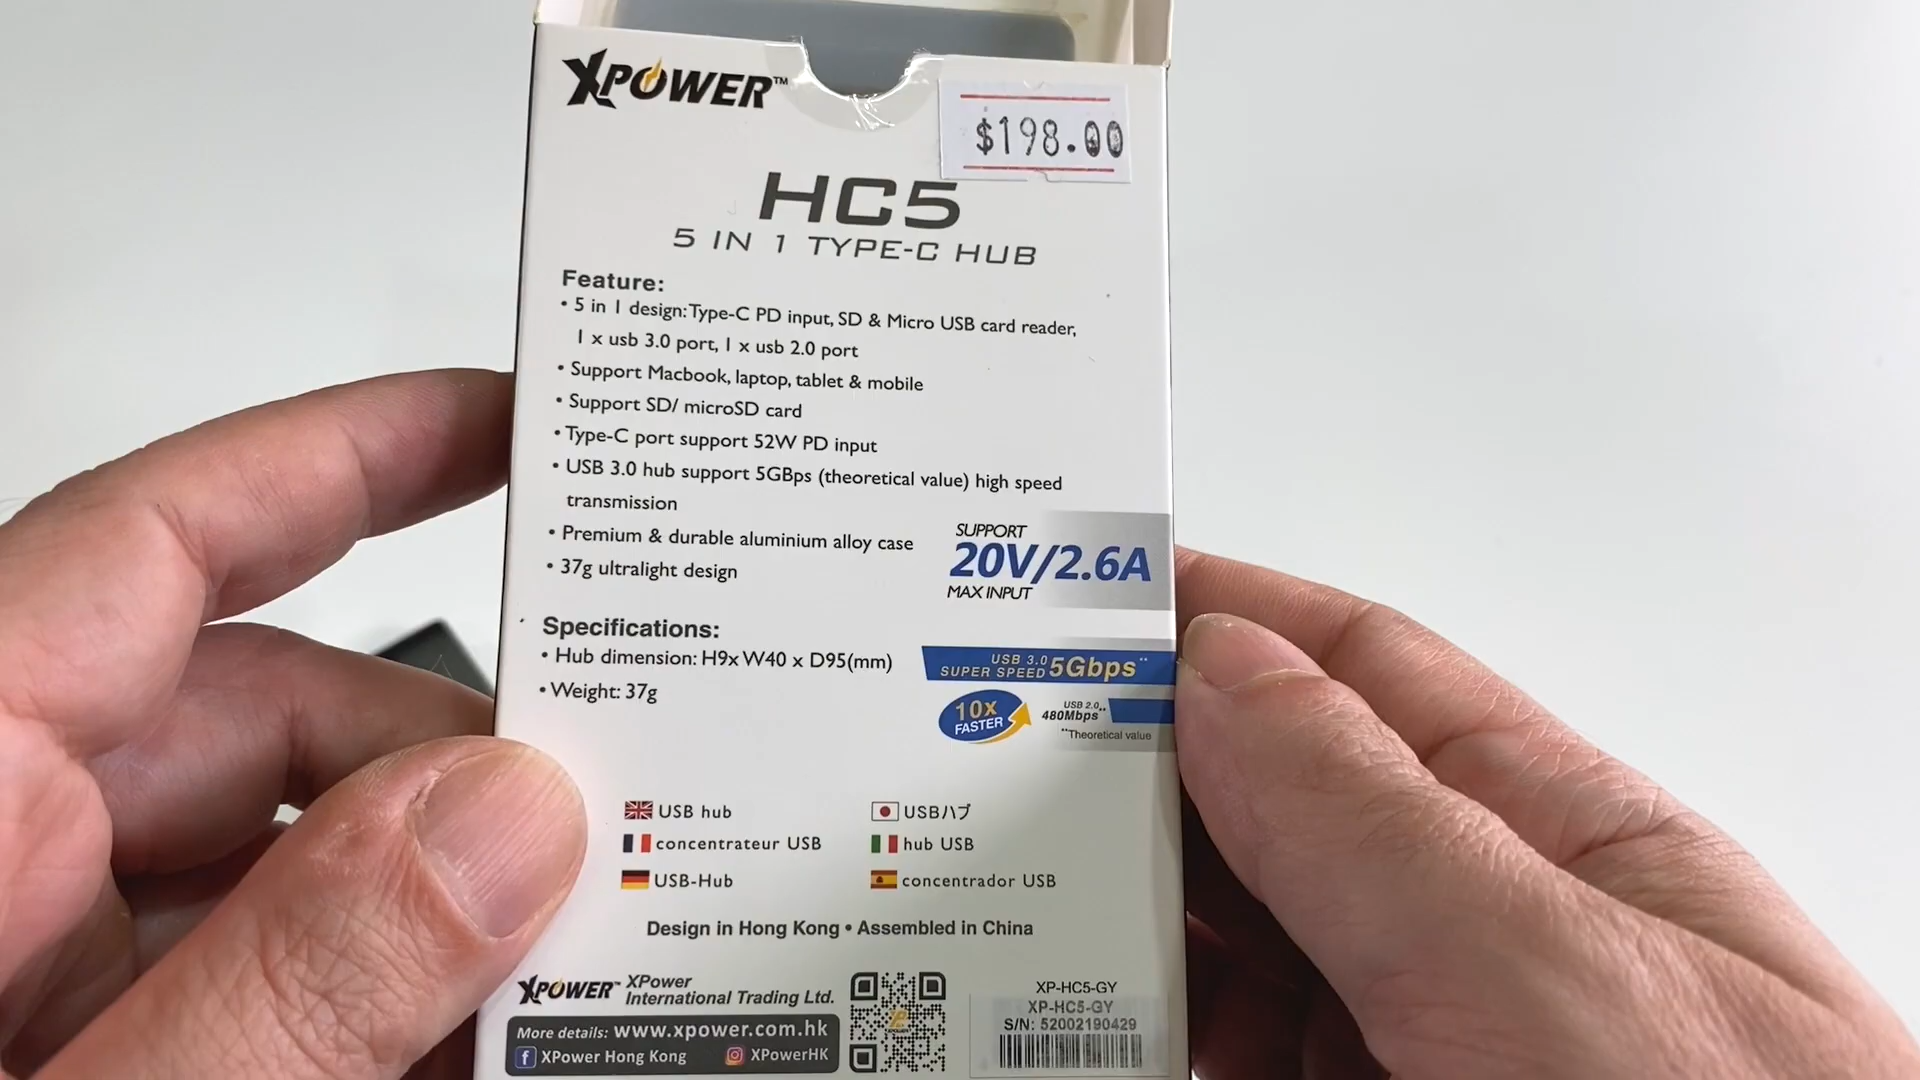 XPOWER™
$198.00
HC5
5 IN 1 TYPE-C HUB
Feature:
• 5 in 1 design: Type-C PD input, SD & Micro USB card reader,
1 x usb 3.0 port, 1 x usb 2.0 port
• Support Macbook, laptop, tablet & mobile
• Support SD/ microSD card
• Type-C port support 52W PD input
• USB 3.0 hub support 5GBps (theoretical value) high speed
transmission
• Premium & durable aluminium alloy case
• 37g ultralight design
SUPPORT
20V/2.6A
MAX INPUT
Specifications:
• Hub dimension: H9x W40 x D95(mm)
• Weight: 37g
USB 3.0
SUPER SPEED 5Gbps**
10x
FASTER
USB 2.0
480Mbps**
**Theoretical value
USB hub
USBハブ
concentrateur USB
hub USB
USB-Hub
concentrador USB
Design in Hong Kong • Assembled in China
XPOWER™ XPower
International Trading Ltd.
More details: www.xpower.com.hk
f XPower Hong Kong XPowerHK
XP-HC5-GY
XP-HC5-GY
S/N: 52002190429